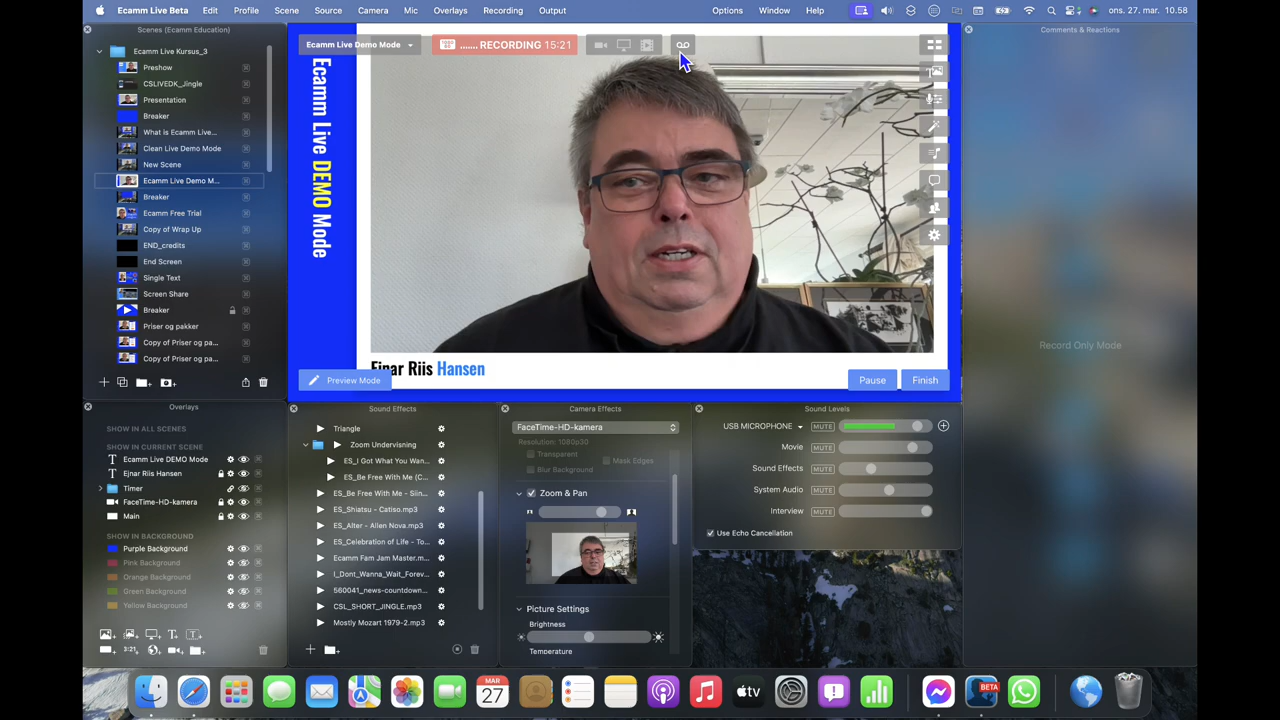 Ecamm Live Beta Edit Profile Scene Source Camera Mic Overlays Recording Output Options Window Help ons. 27. mar. 10.58
Scenes (Ecamm Education)
Ecamm Live Kursus_3
Preshow
CSLIVEDK_Jingle
Presentation
Breaker
What is Ecamm Live...
Clean Live Demo Mode
New Scene
Ecamm Live Demo M...
Breaker
Ecamm Free Trial
Copy of Wrap Up
END_credits
End Screen
Single Text
Screen Share
Breaker
Priser og pakker
Copy of Priser og pa...
Copy of Priser og pa...
Ecamm Live Demo Mode
....... RECORDING 15:21
Ecamm Live DEMO Mode
Ejnar Riis Hansen
Preview Mode
Pause
Finish
Comments & Reactions
Record Only Mode
Overlays
SHOW IN ALL SCENES
SHOW IN CURRENT SCENE
Ecamm Live DEMO Mode
Ejnar Riis Hansen
Timer
FaceTime-HD-kamera
Main
SHOW IN BACKGROUND
Purple Background
Pink Background
Orange Background
Green Background
Yellow Background
3:21
Sound Effects
Triangle
Zoom Undervisning
ES_I Got What You Wan...
ES_Be Free With Me (C...
ES_Be Free With Me - Siin...
ES_Shiatsu - Catiso.mp3
ES_Alter - Allen Nova.mp3
ES_Celebration of Life - To...
Ecamm Fam Jam Master.m...
I_Dont_Wanna_Wait_Forev...
560041_news-countdown...
CSL_SHORT_JINGLE.mp3
Mostly Mozart 1979-2.mp3
Camera Effects
FaceTime-HD-kamera
Resolution: 1080p30
Transparent
Mask Edges
Blur Background
Zoom & Pan
Picture Settings
Brightness
Temperature
Sound Levels
USB MICROPHONE MUTE
Movie MUTE
Sound Effects MUTE
System Audio MUTE
Interview MUTE
Use Echo Cancellation
MAR
27
tv
BETA